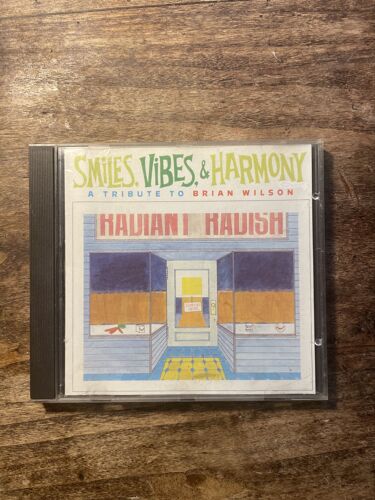 SMiLES, ViBES, & HARMONY
A TRIBUTE TO BRIAN WILSON
RADIANT RADISH